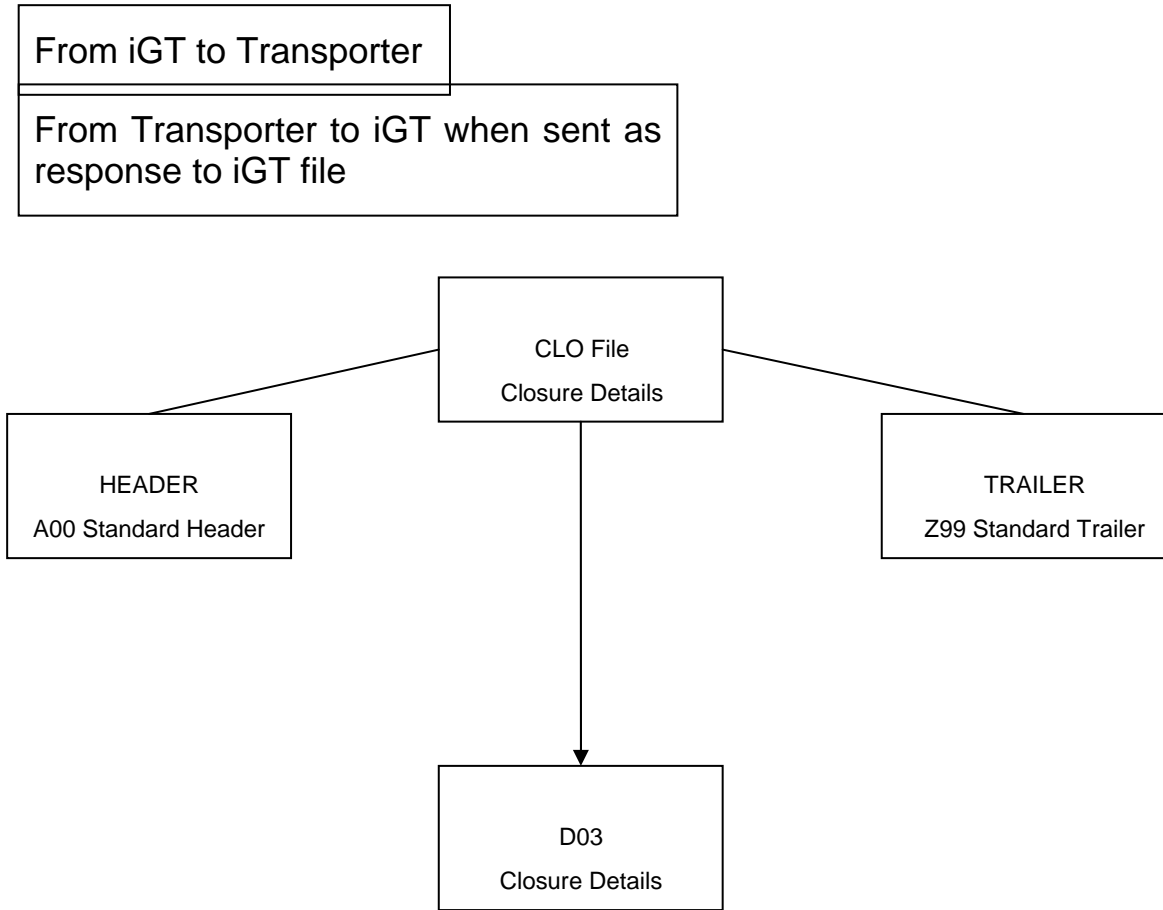 From iGT to Transporter
From Transporter to iGT when sent as
response to iGT file
CLO File
Closure Details
HEADER
A00 Standard Header
TRAILER
Z99 Standard Trailer
D03
Closure Details